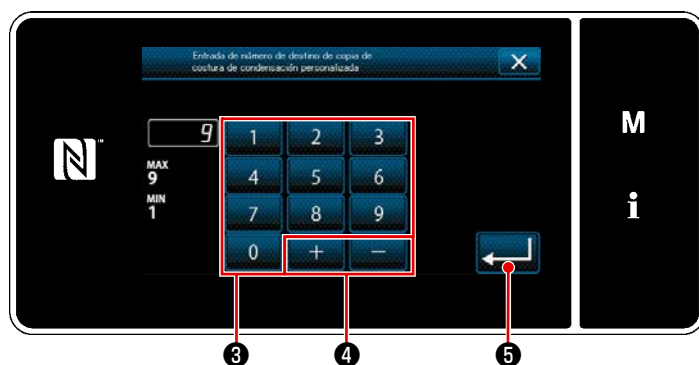 Entrada de número de destino de copia de
costura de condensación personalizada
X
9
1 2 3
MAX
9
4 5 6
MIN
1
7 8 9
0 + −
N™
M
i
❸ ❹ ❺